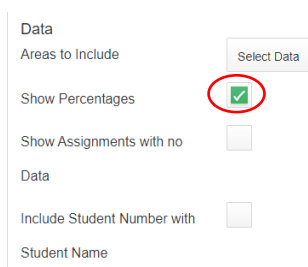 Data
Areas to Include Select Data
Show Percentages
Show Assignments with no
Data
Include Student Number with
Student Name